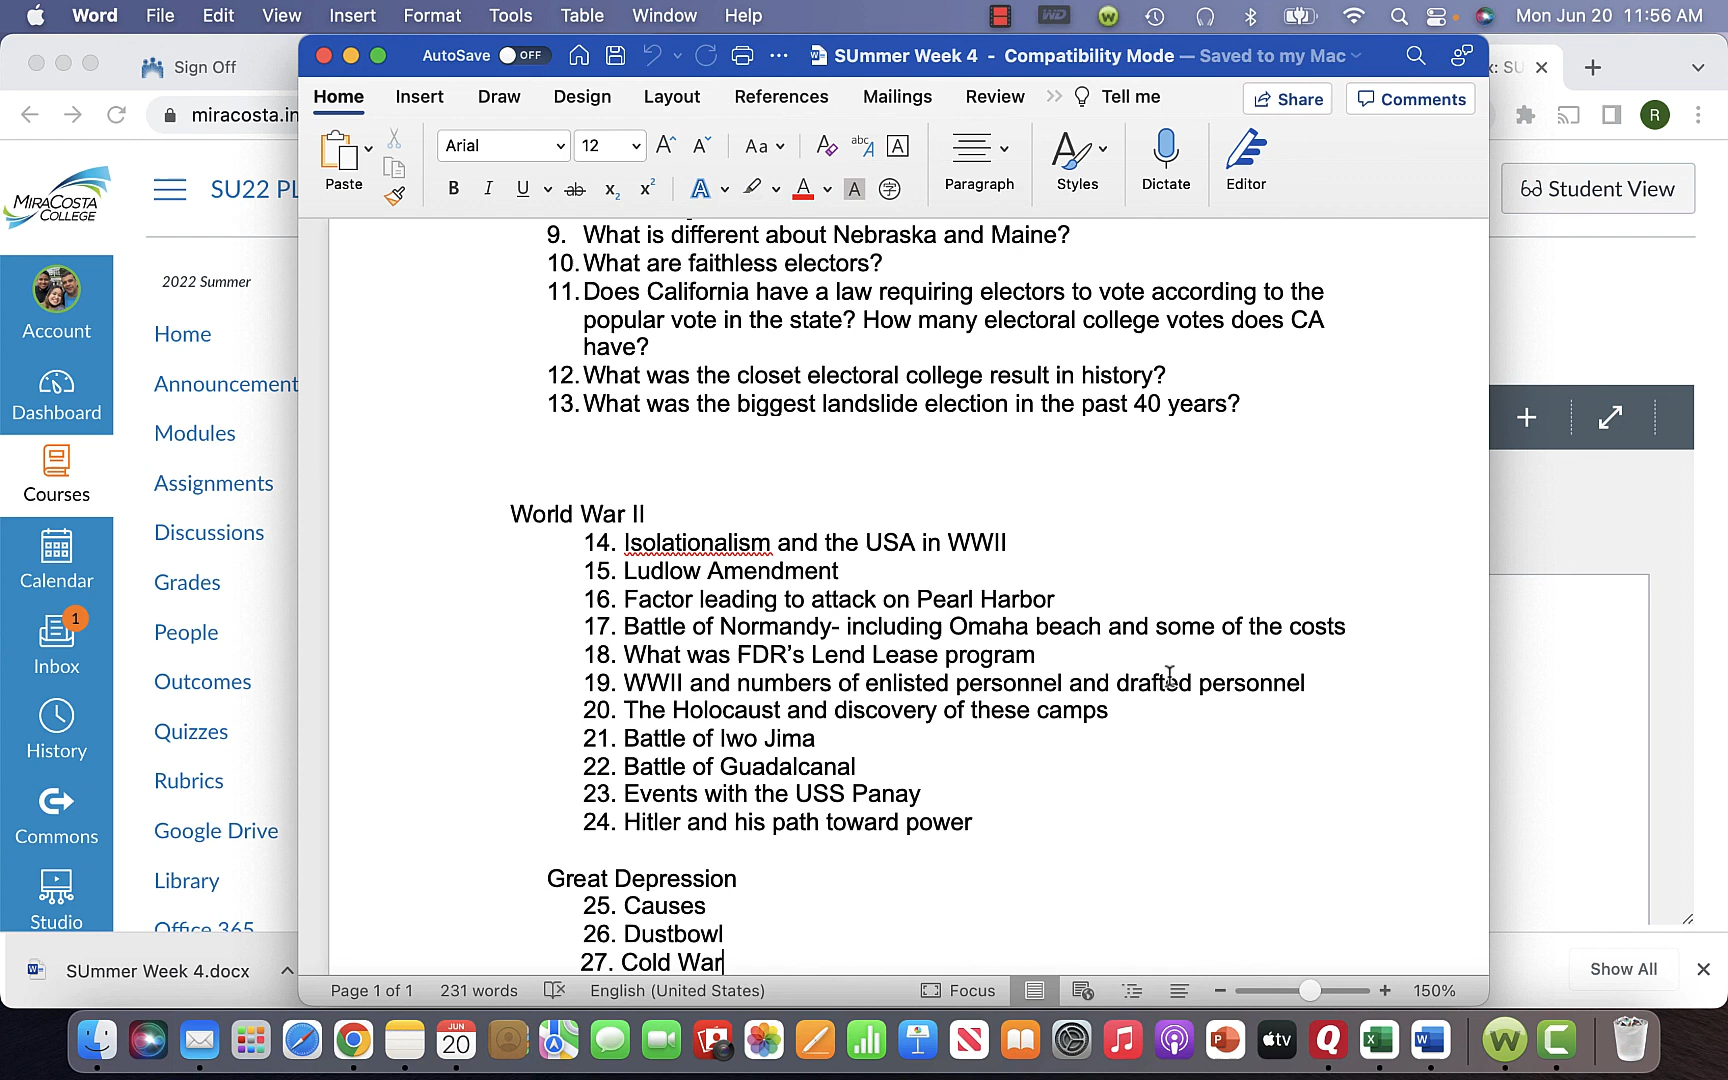 Word File Edit View Insert Format Tools Table Window Help Mon Jun 20 11:56 AM
Sign Off
AutoSave OFF SUmmer Week 4 - Compatibility Mode — Saved to my Mac
x: SU
miracosta.in
R
Home Insert Draw Design Layout References Mailings Review Tell me Share Comments
Paste Arial 12 Aa Paragraph Styles Dictate Editor
MIRACOSTA COLLEGE
SU22 PL
Student View
2022 Summer
Account
Dashboard
Courses
Calendar
Inbox
1
History
Commons
Studio
Home
Announcement
Modules
Assignments
Discussions
Grades
People
Outcomes
Quizzes
Rubrics
Google Drive
Library
Office 365
9. What is different about Nebraska and Maine?
10. What are faithless electors?
11. Does California have a law requiring electors to vote according to the
popular vote in the state? How many electoral college votes does CA
have?
12. What was the closet electoral college result in history?
13. What was the biggest landslide election in the past 40 years?
World War II
14. Isolationalism and the USA in WWII
15. Ludlow Amendment
16. Factor leading to attack on Pearl Harbor
17. Battle of Normandy- including Omaha beach and some of the costs
18. What was FDR's Lend Lease program
19. WWII and numbers of enlisted personnel and drafted personnel
20. The Holocaust and discovery of these camps
21. Battle of Iwo Jima
22. Battle of Guadalcanal
23. Events with the USS Panay
24. Hitler and his path toward power
Great Depression
25. Causes
26. Dustbowl
27. Cold War
Page 1 of 1 231 words English (United States) Focus 150%
SUmmer Week 4.docx
Show All
JUN
20
tv